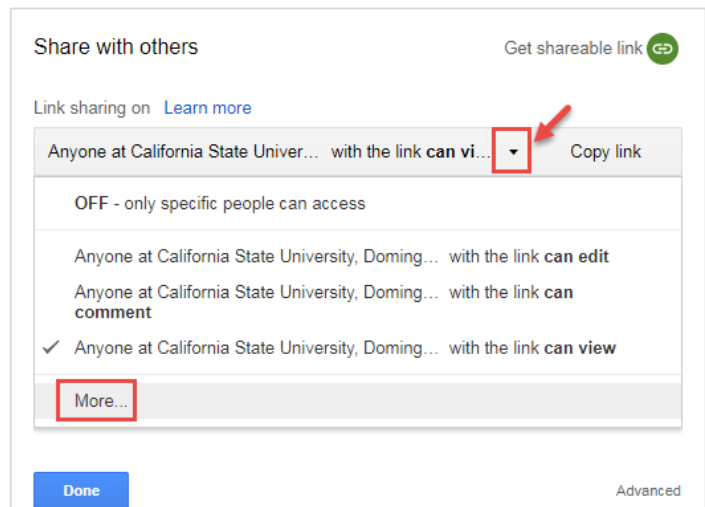 Share with others
Get shareable link
Link sharing on Learn more
Anyone at California State Univer... with the link can vi... Copy link
OFF - only specific people can access
Anyone at California State University, Doming... with the link can edit
Anyone at California State University, Doming... with the link can
comment
Anyone at California State University, Doming... with the link can view
More...
Done
Advanced